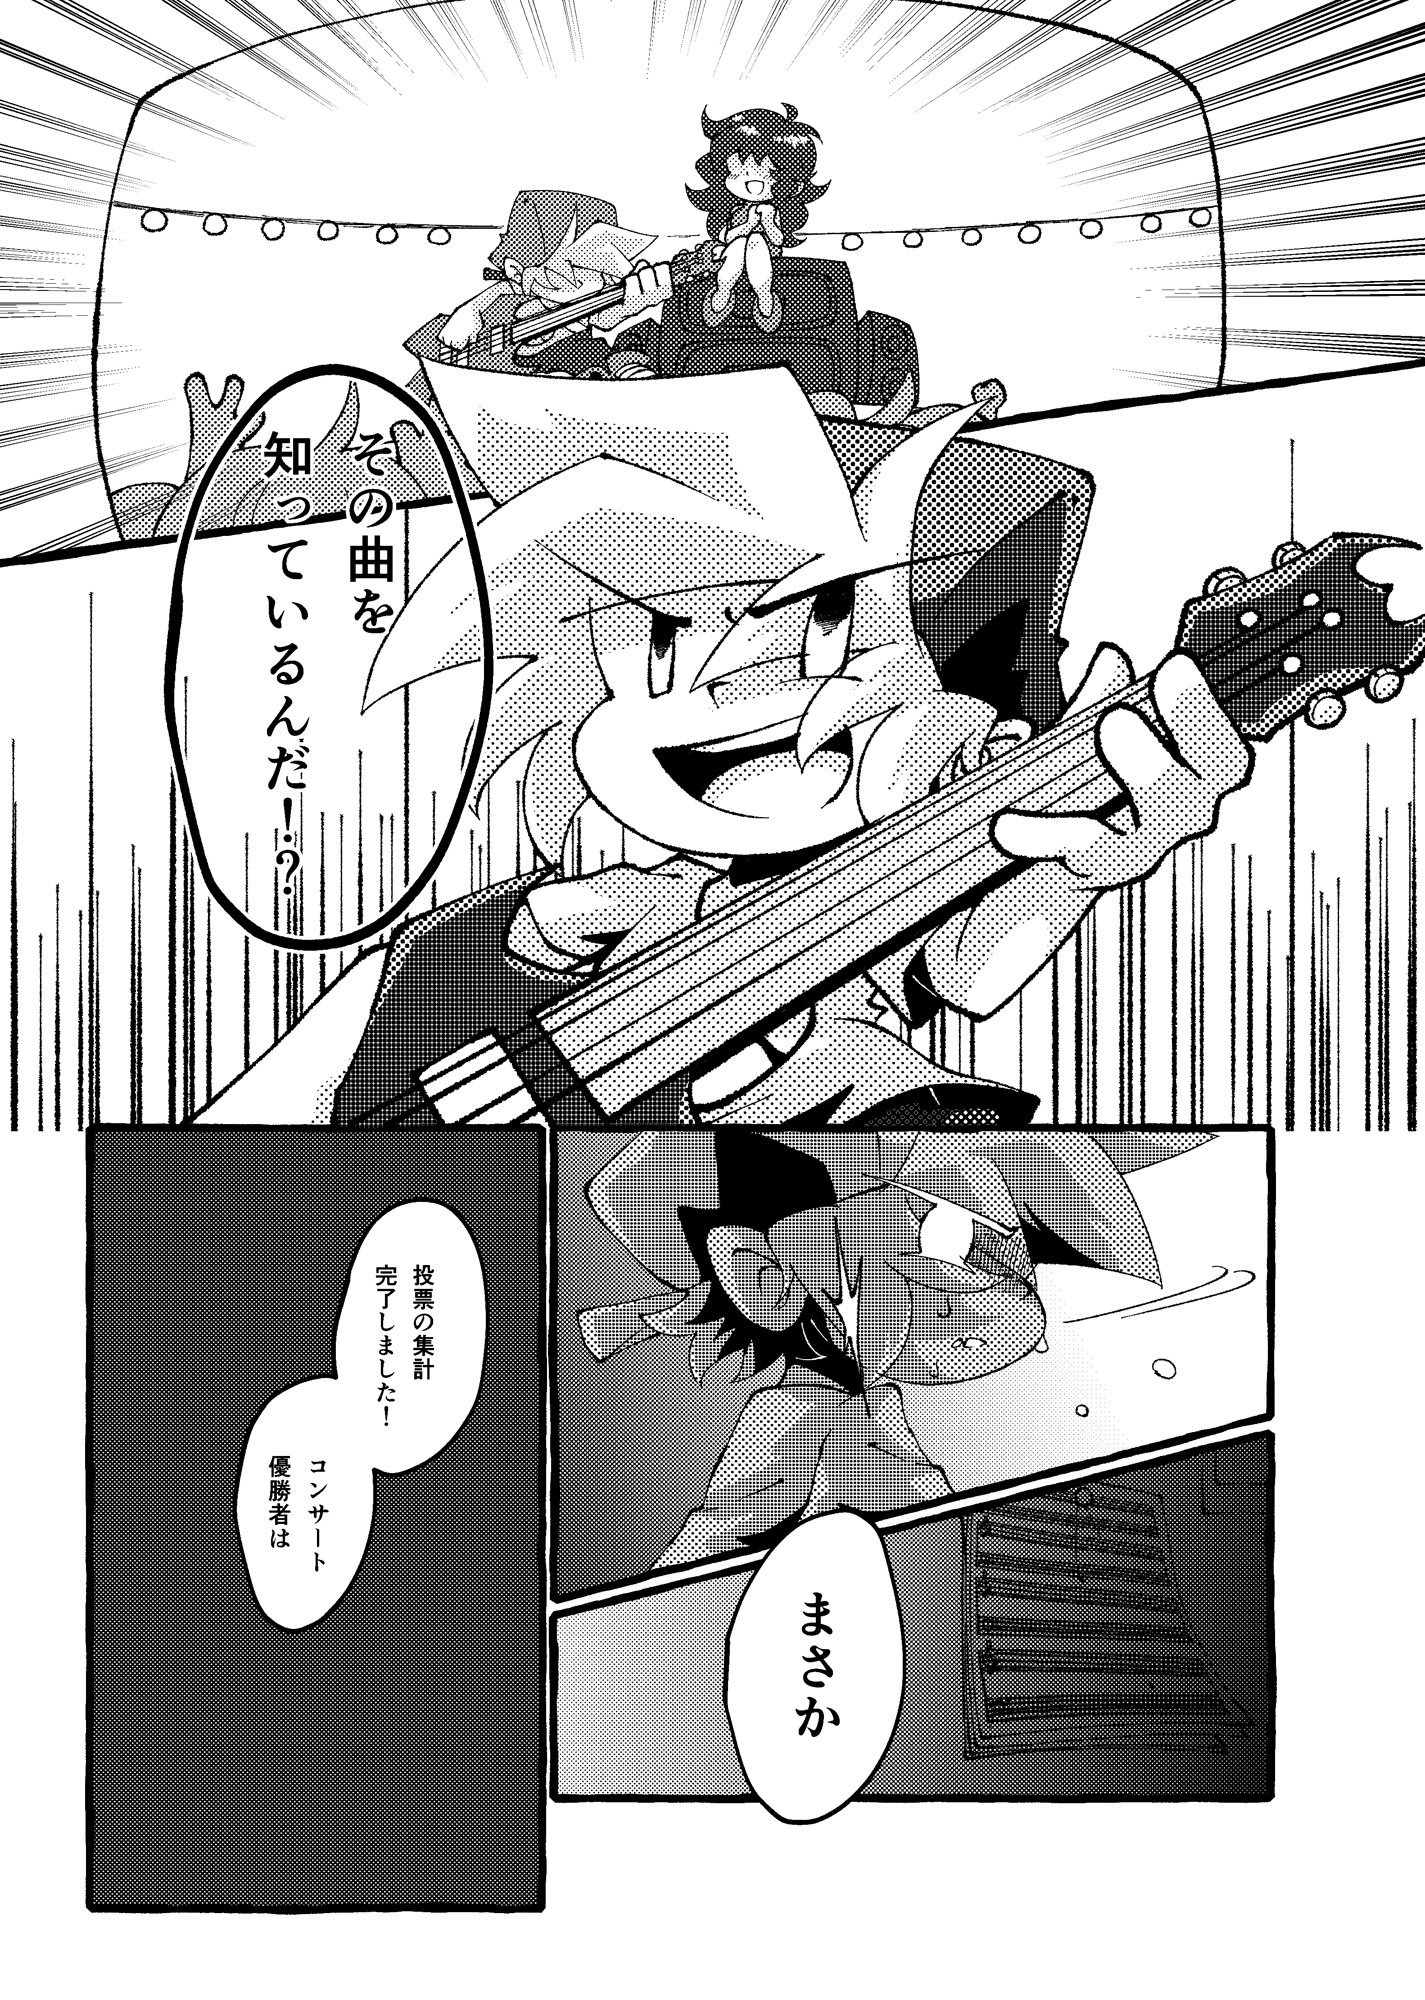 その曲を
知っているんだ！？
まさか
投票の集計
完了しました！
コンサート
優勝者は